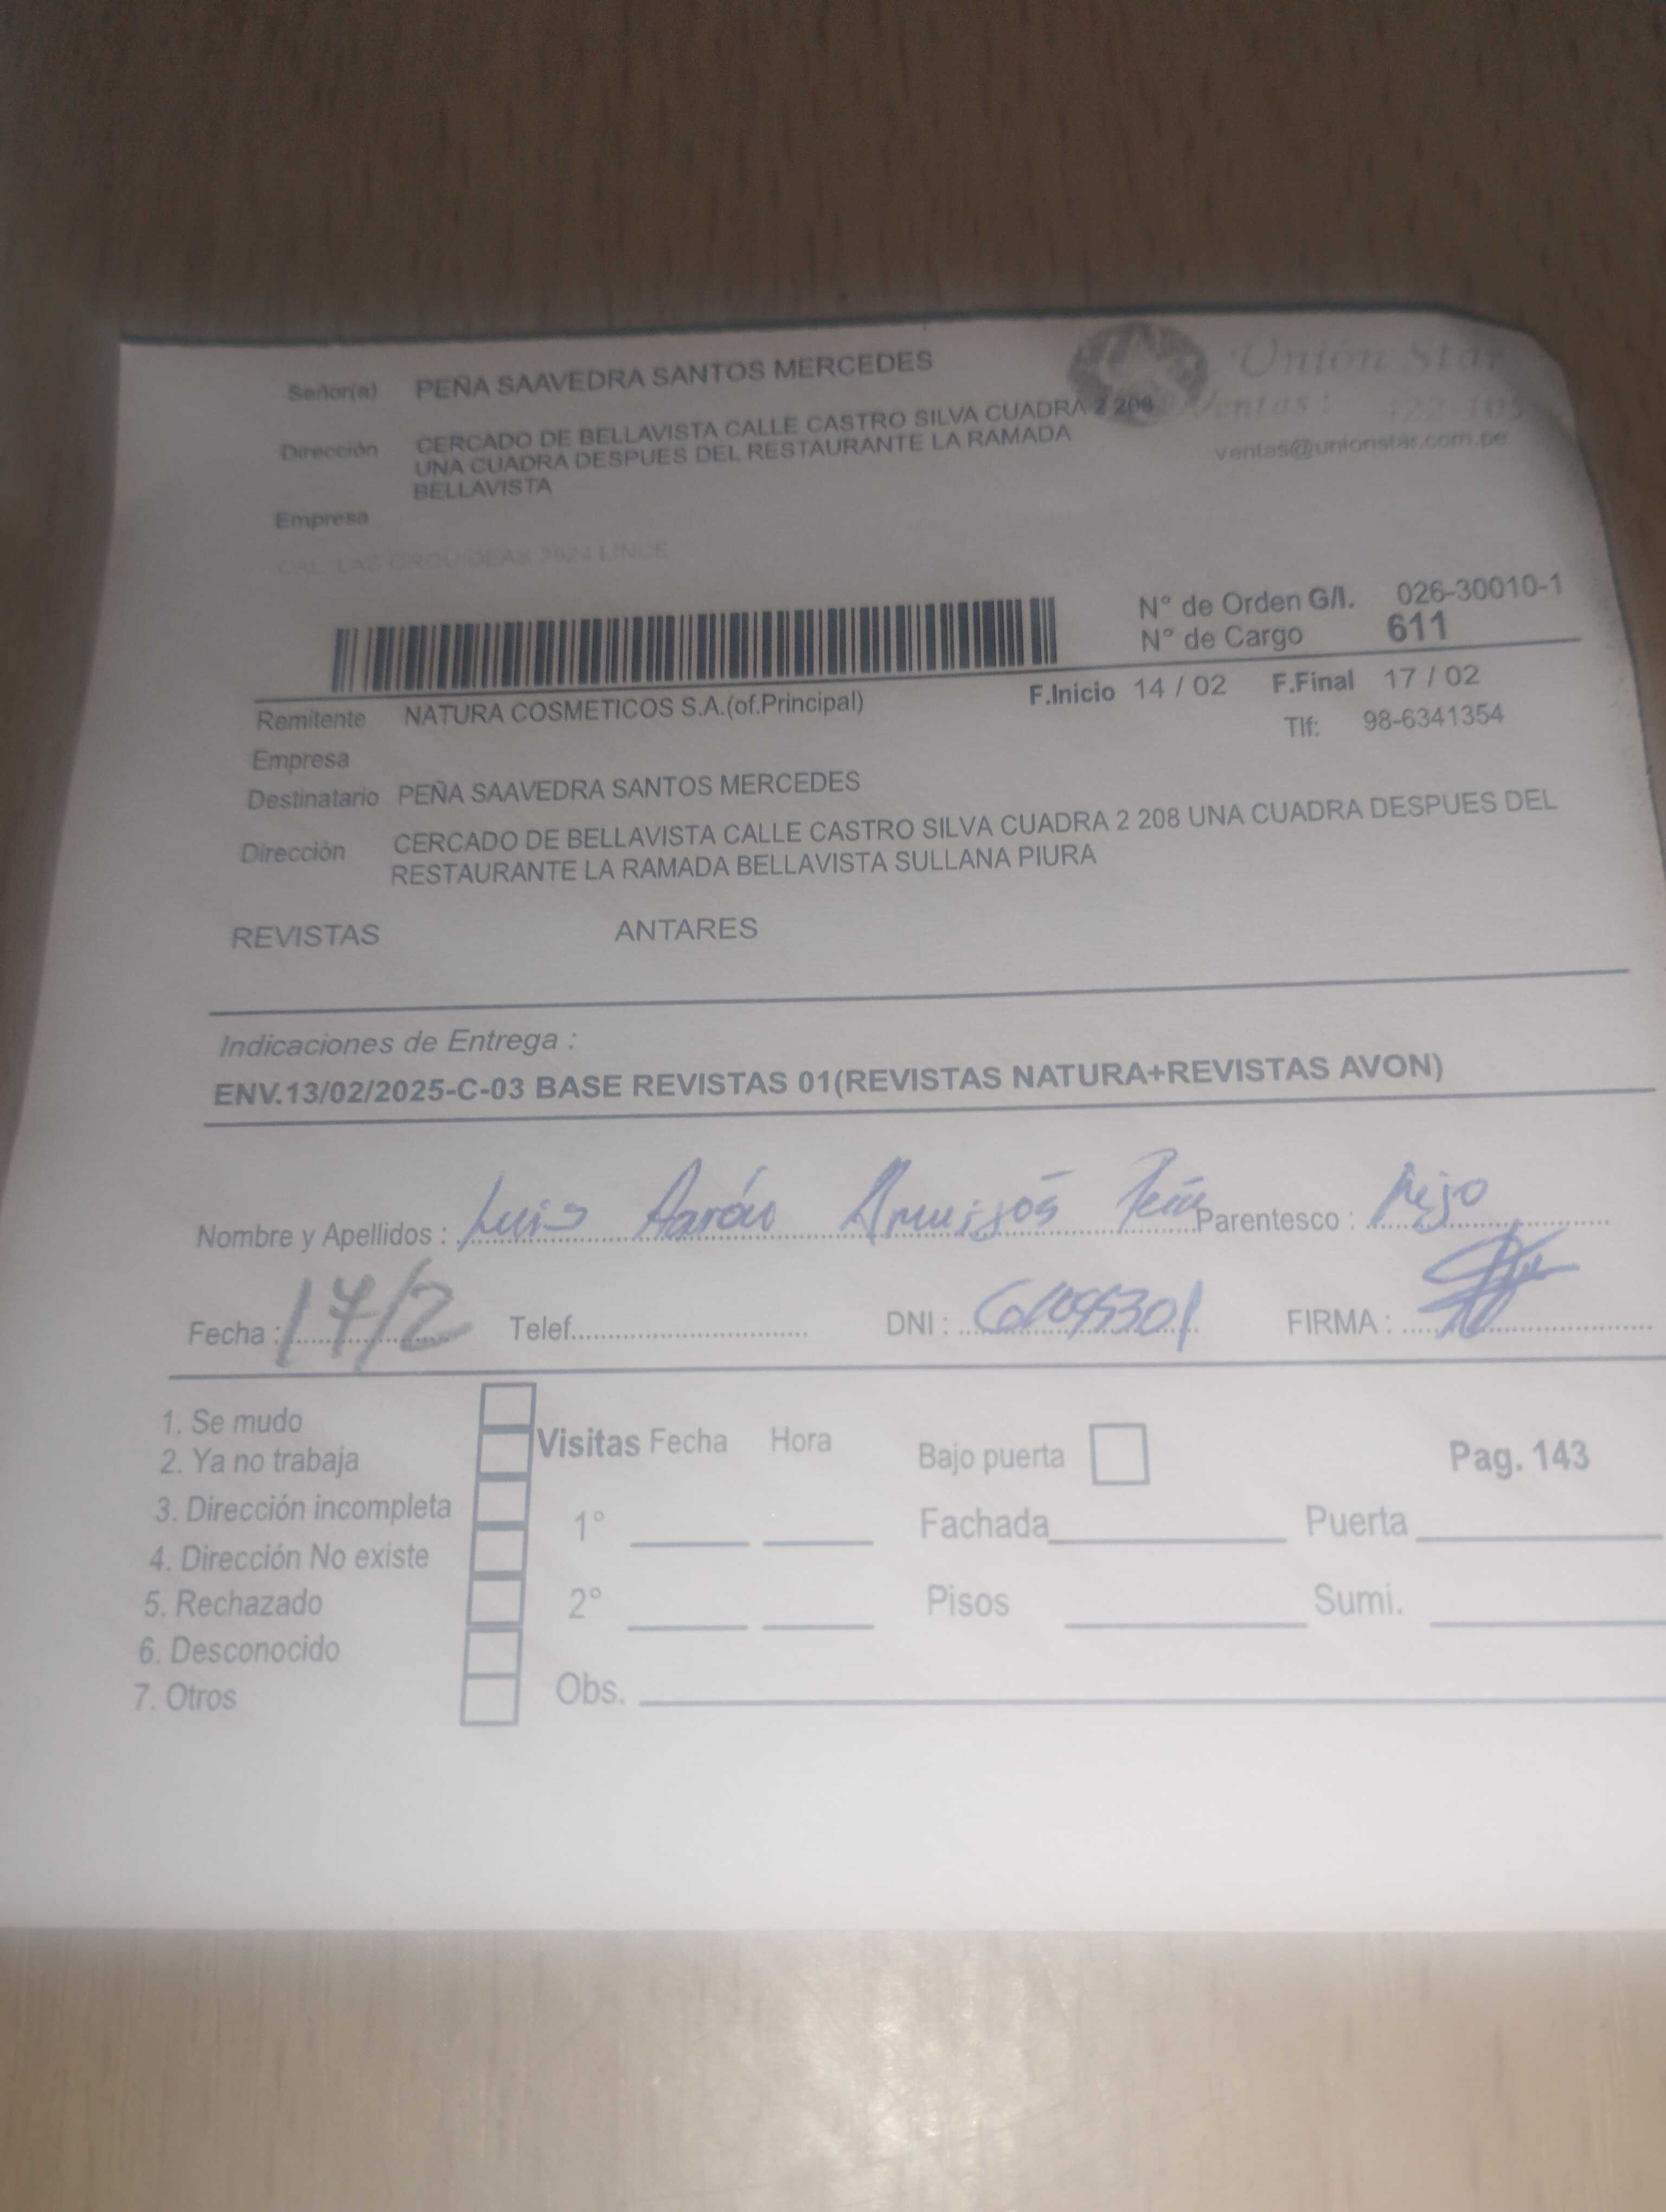 Señor(a) PEÑA SAAVEDRA SANTOS MERCEDES
Unión Star
Dirección CERCADO DE BELLAVISTA CALLE CASTRO SILVA CUADRA 2 208
Ventas:
UNA CUADRA DESPUES DEL RESTAURANTE LA RAMADA
ventas@unionstar.com.pe
BELLAVISTA
Empresa
N° de Orden G/I. 026-30010-1
N° de Cargo 611
Remitente NATURA COSMETICOS S.A.(of.Principal) F.Inicio 14 / 02 F.Final 17 / 02
Tlf: 98-6341354
Empresa
Destinatario PEÑA SAAVEDRA SANTOS MERCEDES
Dirección CERCADO DE BELLAVISTA CALLE CASTRO SILVA CUADRA 2 208 UNA CUADRA DESPUES DEL
RESTAURANTE LA RAMADA BELLAVISTA SULLANA PIURA
REVISTAS ANTARES
Indicaciones de Entrega :
ENV.13/02/2025-C-03 BASE REVISTAS 01(REVISTAS NATURA+REVISTAS AVON)
Nombre y Apellidos : Luis Aarón Parentesco : Hijo
Fecha : 17/2 Telef. DNI : FIRMA :
1. Se mudo
2. Ya no trabaja
3. Dirección incompleta
4. Dirección No existe
5. Rechazado
6. Desconocido
7. Otros
Visitas Fecha Hora
1°
2°
Obs.
Bajo puerta
Pag. 143
Fachada Puerta
Pisos Sumi.